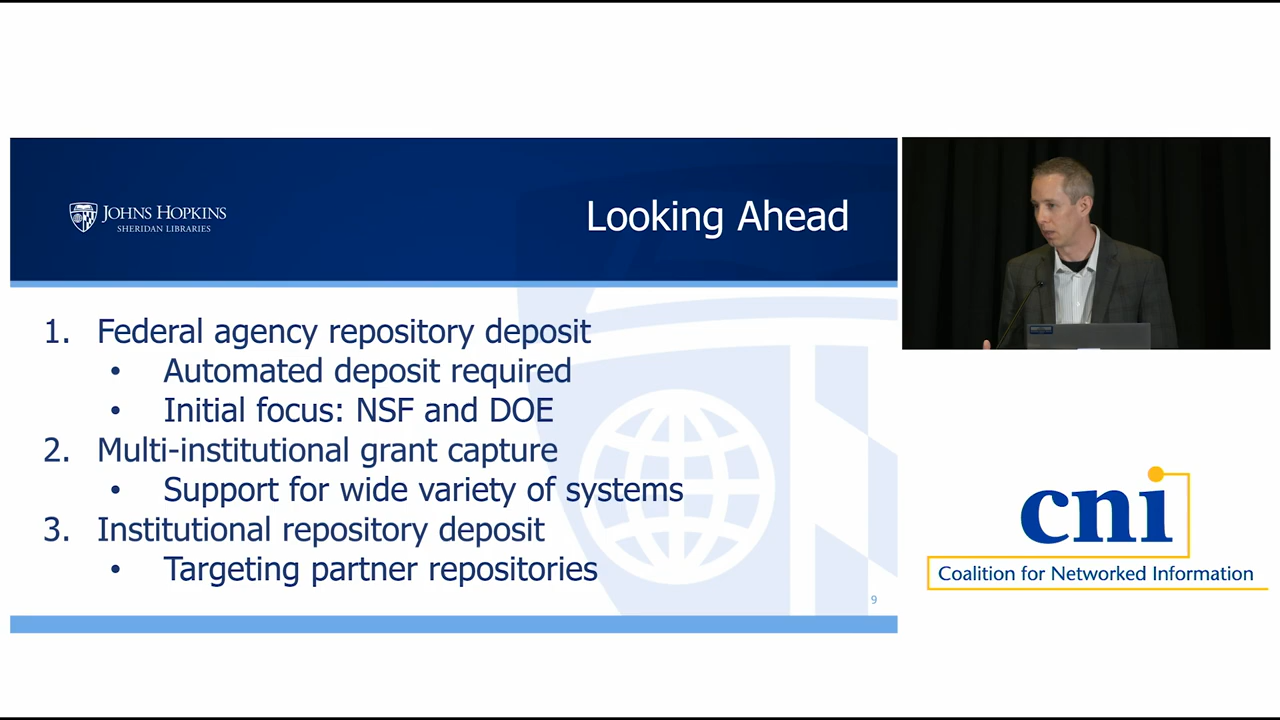 JOHNS HOPKINS
SHERIDAN LIBRARIES
Looking Ahead
1. Federal agency repository deposit
• Automated deposit required
• Initial focus: NSF and DOE
2. Multi-institutional grant capture
• Support for wide variety of systems
3. Institutional repository deposit
• Targeting partner repositories
9
cni
Coalition for Networked Information